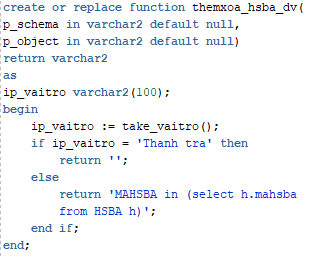 create or replace function themxoa_hsba_dv(
p_schema in varchar2 default null,
p_object in varchar2 default null)
return varchar2
as
ip_vaitro varchar2(100);
begin
    ip_vaitro := take_vaitro();
    if ip_vaitro = 'Thanh tra' then
        return '';
    else
        return 'MAHSBA in (select h.mahsba
        from HSBA h)';
    end if;
end;